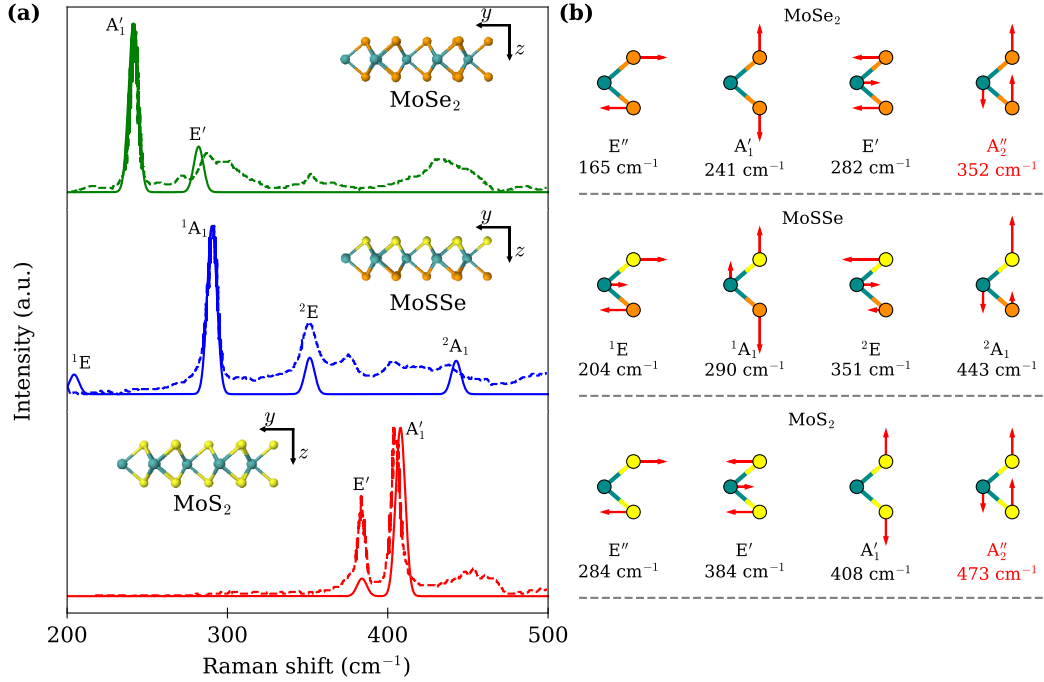 (a)
Intensity (a.u.)
A′₁
E′
y
z
MoSe₂
¹E
¹A₁
²E
²A₁
y
z
MoSSe
E′
A′₁
y
z
MoS₂
200 300 400 500
Raman shift (cm⁻¹)
(b)
MoSe₂
E″ A′₁ E′ A″₂
165 cm⁻¹ 241 cm⁻¹ 282 cm⁻¹ 352 cm⁻¹
MoSSe
¹E ¹A₁ ²E ²A₁
204 cm⁻¹ 290 cm⁻¹ 351 cm⁻¹ 443 cm⁻¹
MoS₂
E″ E′ A′₁ A″₂
284 cm⁻¹ 384 cm⁻¹ 408 cm⁻¹ 473 cm⁻¹